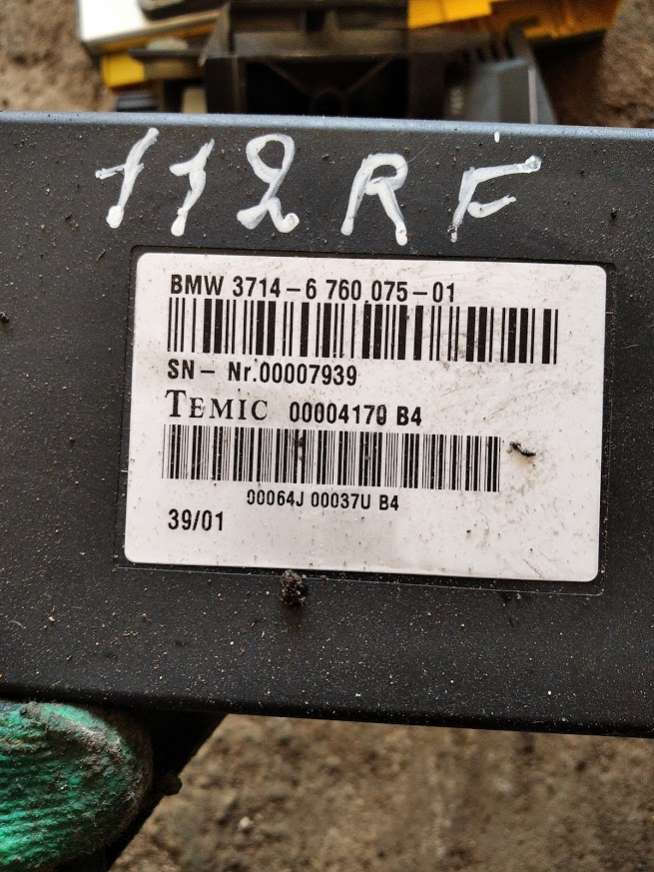 112RF
BMW 3714-6 760 075-01
SN- Nr.00007939
TEMIC 00004170 B4
00064J 00037U B4
39/01